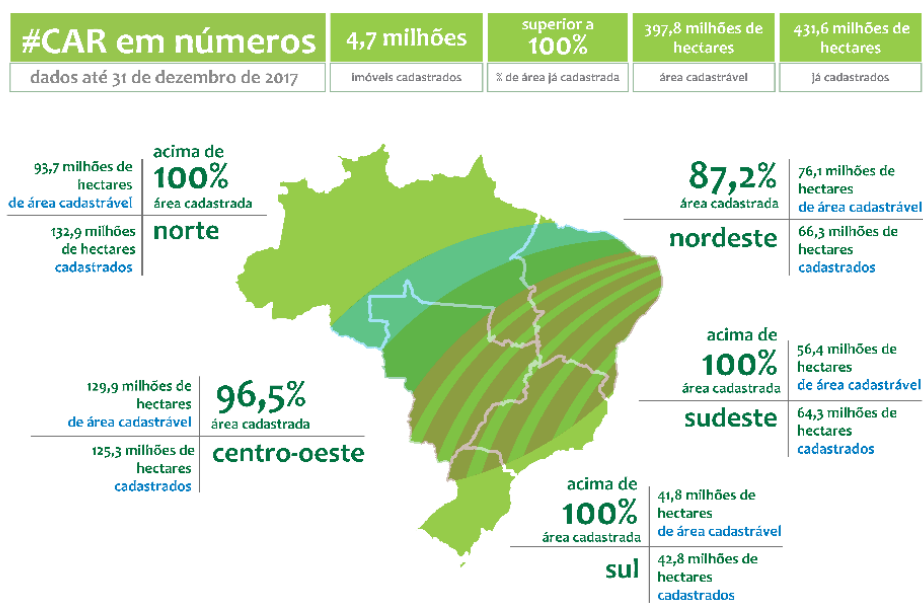 #CAR em números
dados até 31 de dezembro de 2017
4,7 milhões
imóveis cadastrados
superior a
100%
% de área já cadastrada
397,8 milhões de
hectares
área cadastrável
431,6 milhões de
hectares
já cadastrados
93,7 milhões de
hectares
de área cadastrável
132,9 milhões
de hectares
cadastrados
acima de
100%
área cadastrada
norte
87,2%
área cadastrada
nordeste
76,1 milhões de
hectares
de área cadastrável
66,3 milhões de
hectares
cadastrados
129,9 milhões de
hectares
de área cadastrável
125,3 milhões de
hectares
cadastrados
96,5%
área cadastrada
centro-oeste
acima de
100%
área cadastrada
sudeste
56,4 milhões de
hectares
de área cadastrável
64,3 milhões de
hectares
cadastrados
acima de
100%
área cadastrada
sul
41,8 milhões de
hectares
de área cadastrável
42,8 milhões de
hectares
cadastrados